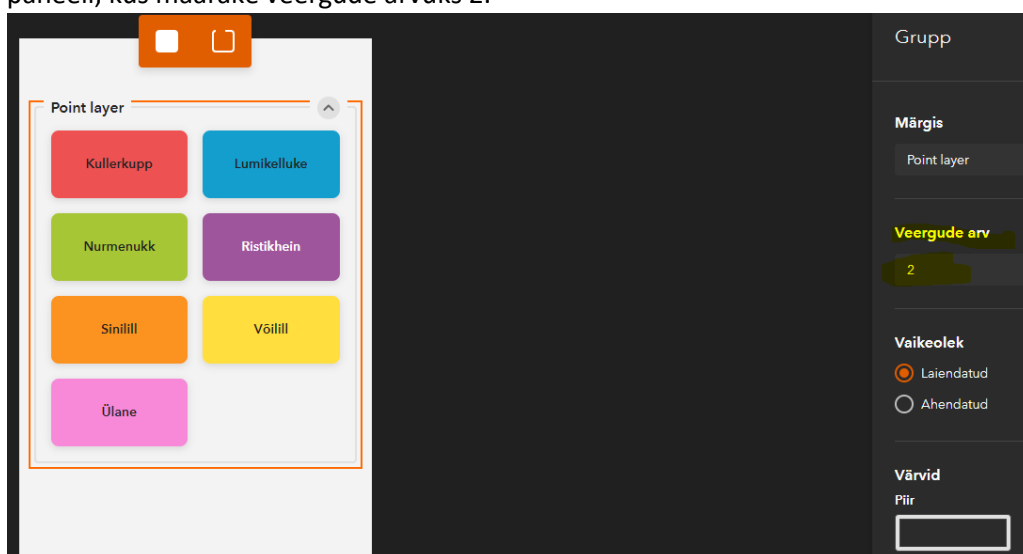 paneeli, kus määrake veergude arvuks 2.
Point layer
Kullerkupp
Lumikelluke
Nurmenukk
Ristikhein
Sinilill
Võilill
Ülane
Grupp
Märgis
Point layer
Veergude arv
2
Vaikeolek
Laiendatud
Ahendatud
Värvid
Piir